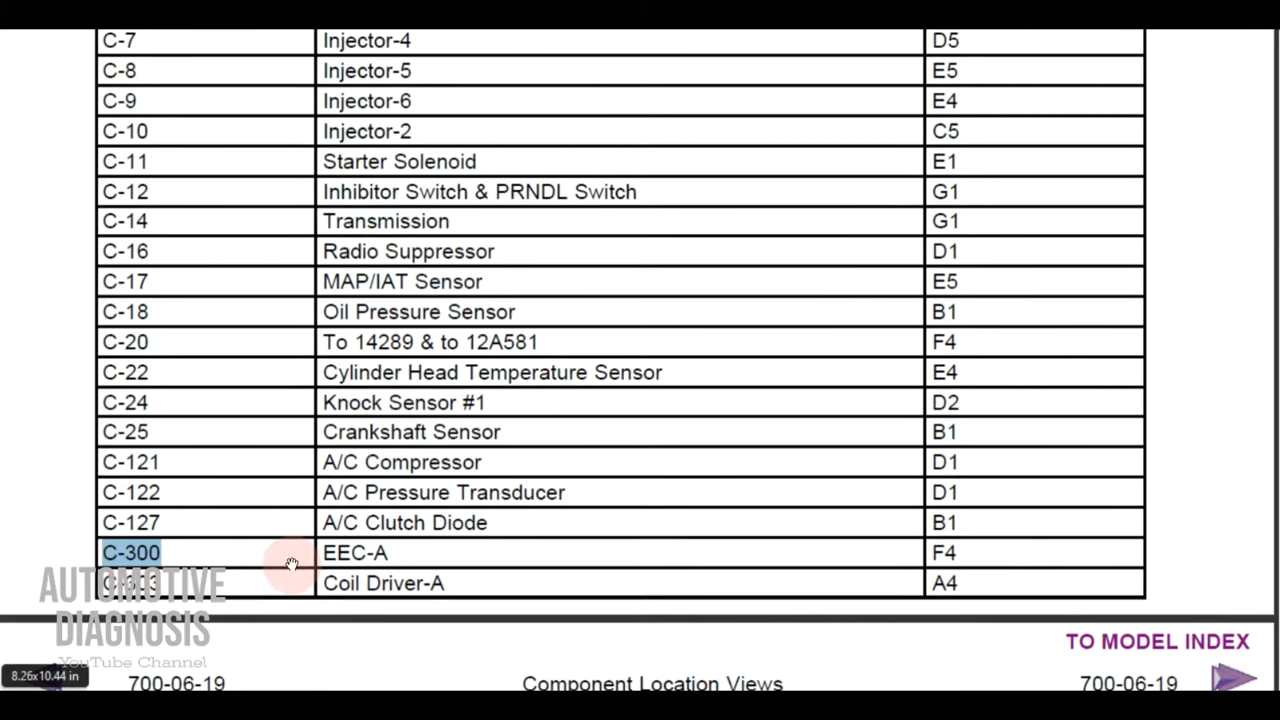 C-7 Injector-4 D5
C-8 Injector-5 E5
C-9 Injector-6 E4
C-10 Injector-2 C5
C-11 Starter Solenoid E1
C-12 Inhibitor Switch & PRNDL Switch G1
C-14 Transmission G1
C-16 Radio Suppressor D1
C-17 MAP/IAT Sensor E5
C-18 Oil Pressure Sensor B1
C-20 To 14289 & to 12A581 F4
C-22 Cylinder Head Temperature Sensor E4
C-24 Knock Sensor #1 D2
C-25 Crankshaft Sensor B1
C-121 A/C Compressor D1
C-122 A/C Pressure Transducer D1
C-127 A/C Clutch Diode B1
C-300 EEC-A F4
Coil Driver-A A4
AUTOMOTIVE
DIAGNOSIS
YouTube Channel
TO MODEL INDEX
8.26x10.44 in
700-06-19 Component Location Views 700-06-19